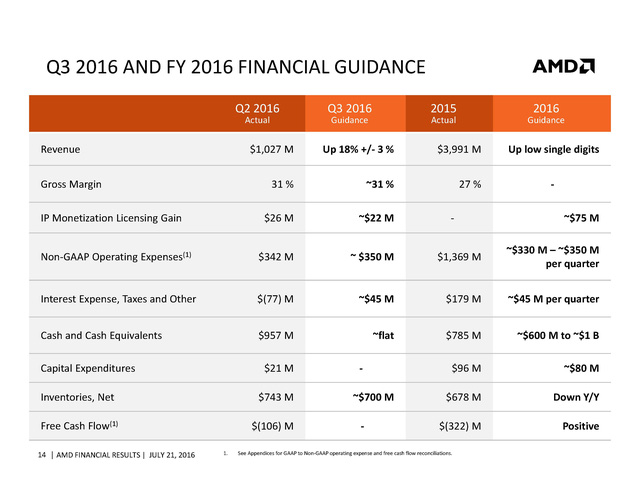 Q3 2016 AND FY 2016 FINANCIAL GUIDANCE
AMD
Q2 2016 Q3 2016 2015 2016
Actual Guidance Actual Guidance
Revenue $1,027 M Up 18% +/- 3 % $3,991 M Up low single digits
Gross Margin 31 % ~31 % 27 % -
IP Monetization Licensing Gain $26 M ~$22 M - ~$75 M
Non-GAAP Operating Expenses(1) $342 M ~ $350 M $1,369 M ~$330 M – ~$350 M
per quarter
Interest Expense, Taxes and Other $(77) M ~$45 M $179 M ~$45 M per quarter
Cash and Cash Equivalents $957 M ~flat $785 M ~$600 M to ~$1 B
Capital Expenditures $21 M - $96 M ~$80 M
Inventories, Net $743 M ~$700 M $678 M Down Y/Y
Free Cash Flow(1) $(106) M - $(322) M Positive
14 | AMD FINANCIAL RESULTS | JULY 21, 2016 1. See Appendices for GAAP to Non-GAAP operating expense and free cash flow reconciliations.